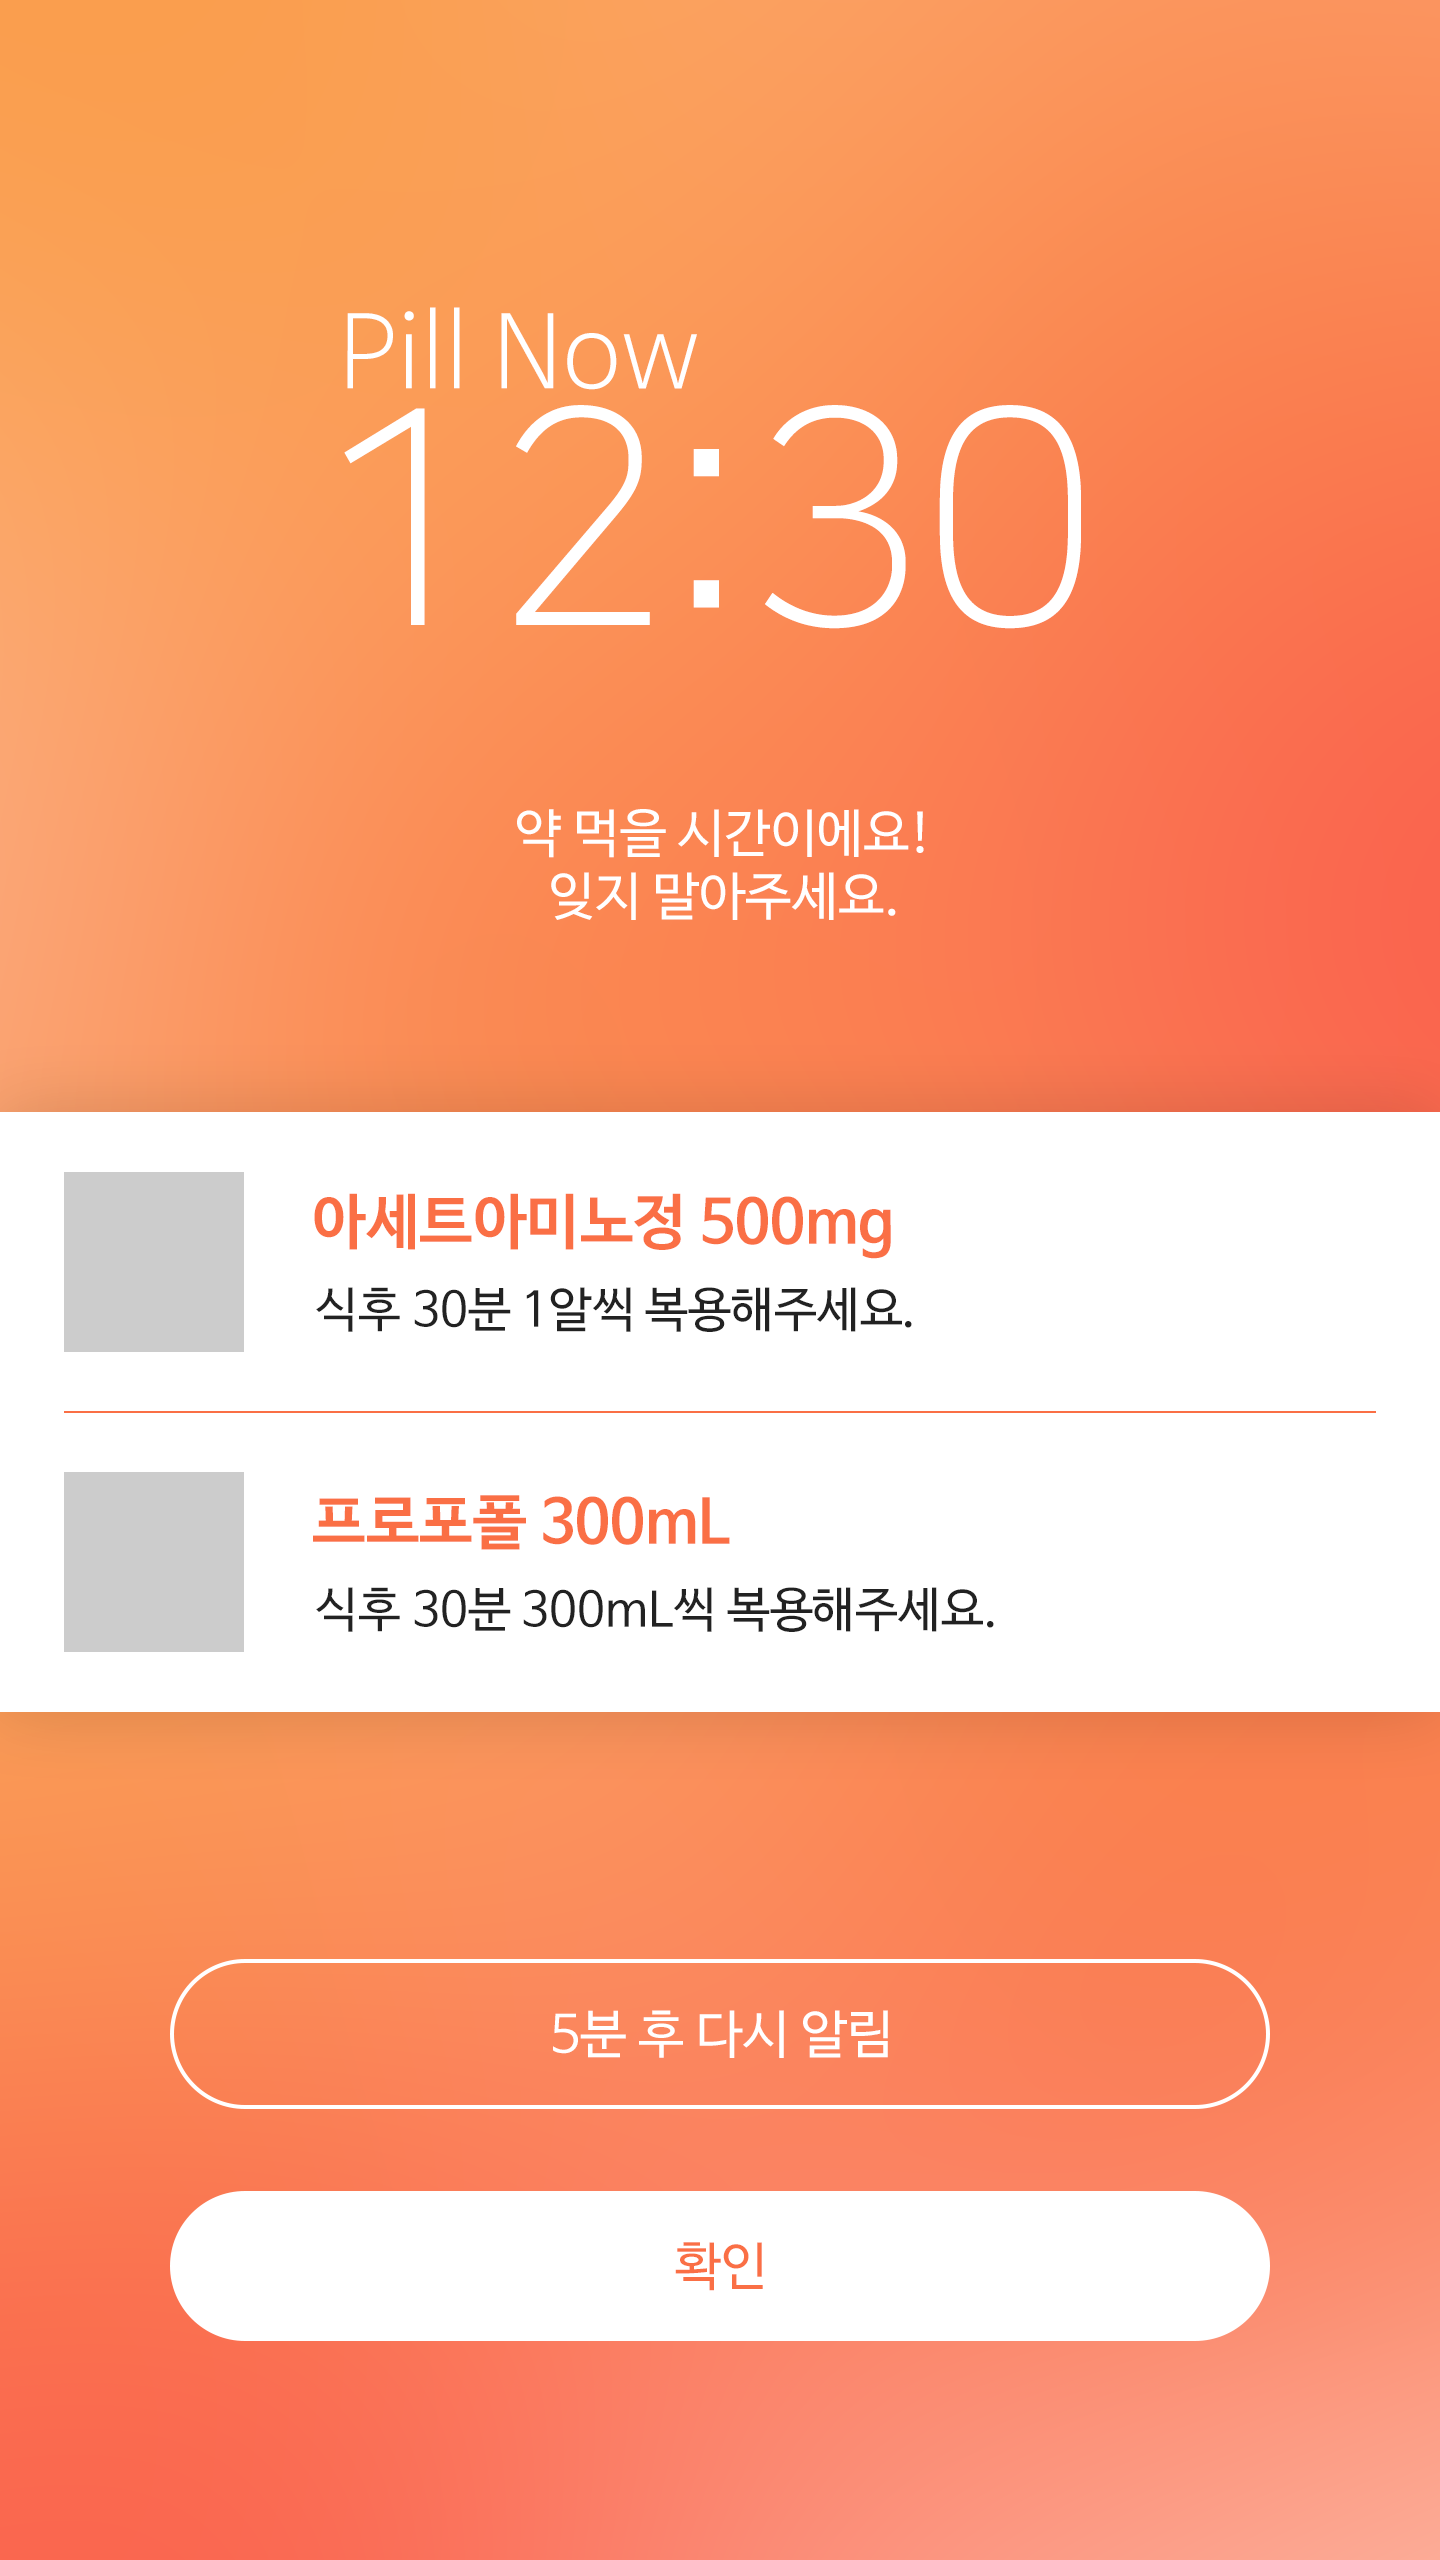 Pill Now
12:30
약 먹을 시간이에요!
잊지 말아주세요.
아세트아미노정 500mg
식후 30분 1알씩 복용해주세요.
프로포폴 300mL
식후 30분 300mL씩 복용해주세요.
5분 후 다시 알림
확인